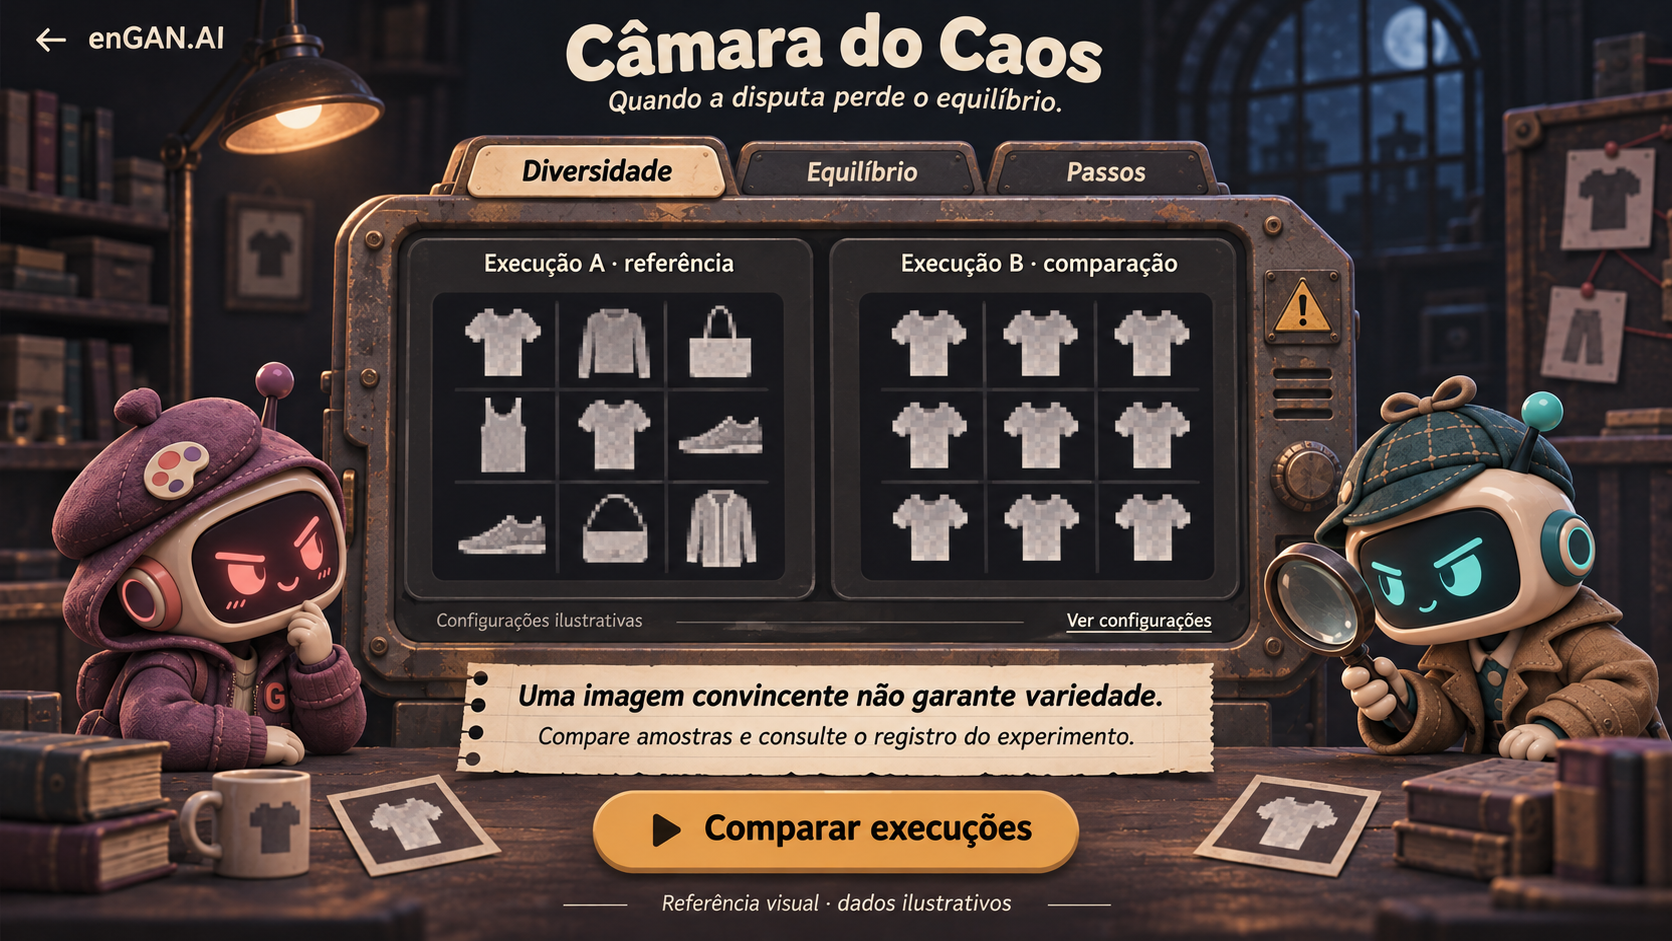 ← enGAN.AI
Câmara do Caos
Quando a disputa perde o equilíbrio.
Diversidade
Equilíbrio
Passos
Execução A · referência
Execução B · comparação
Configurações ilustrativas
Ver configurações
G
Uma imagem convincente não garante variedade.
Compare amostras e consulte o registro do experimento.
Comparar execuções
Referência visual · dados ilustrativos